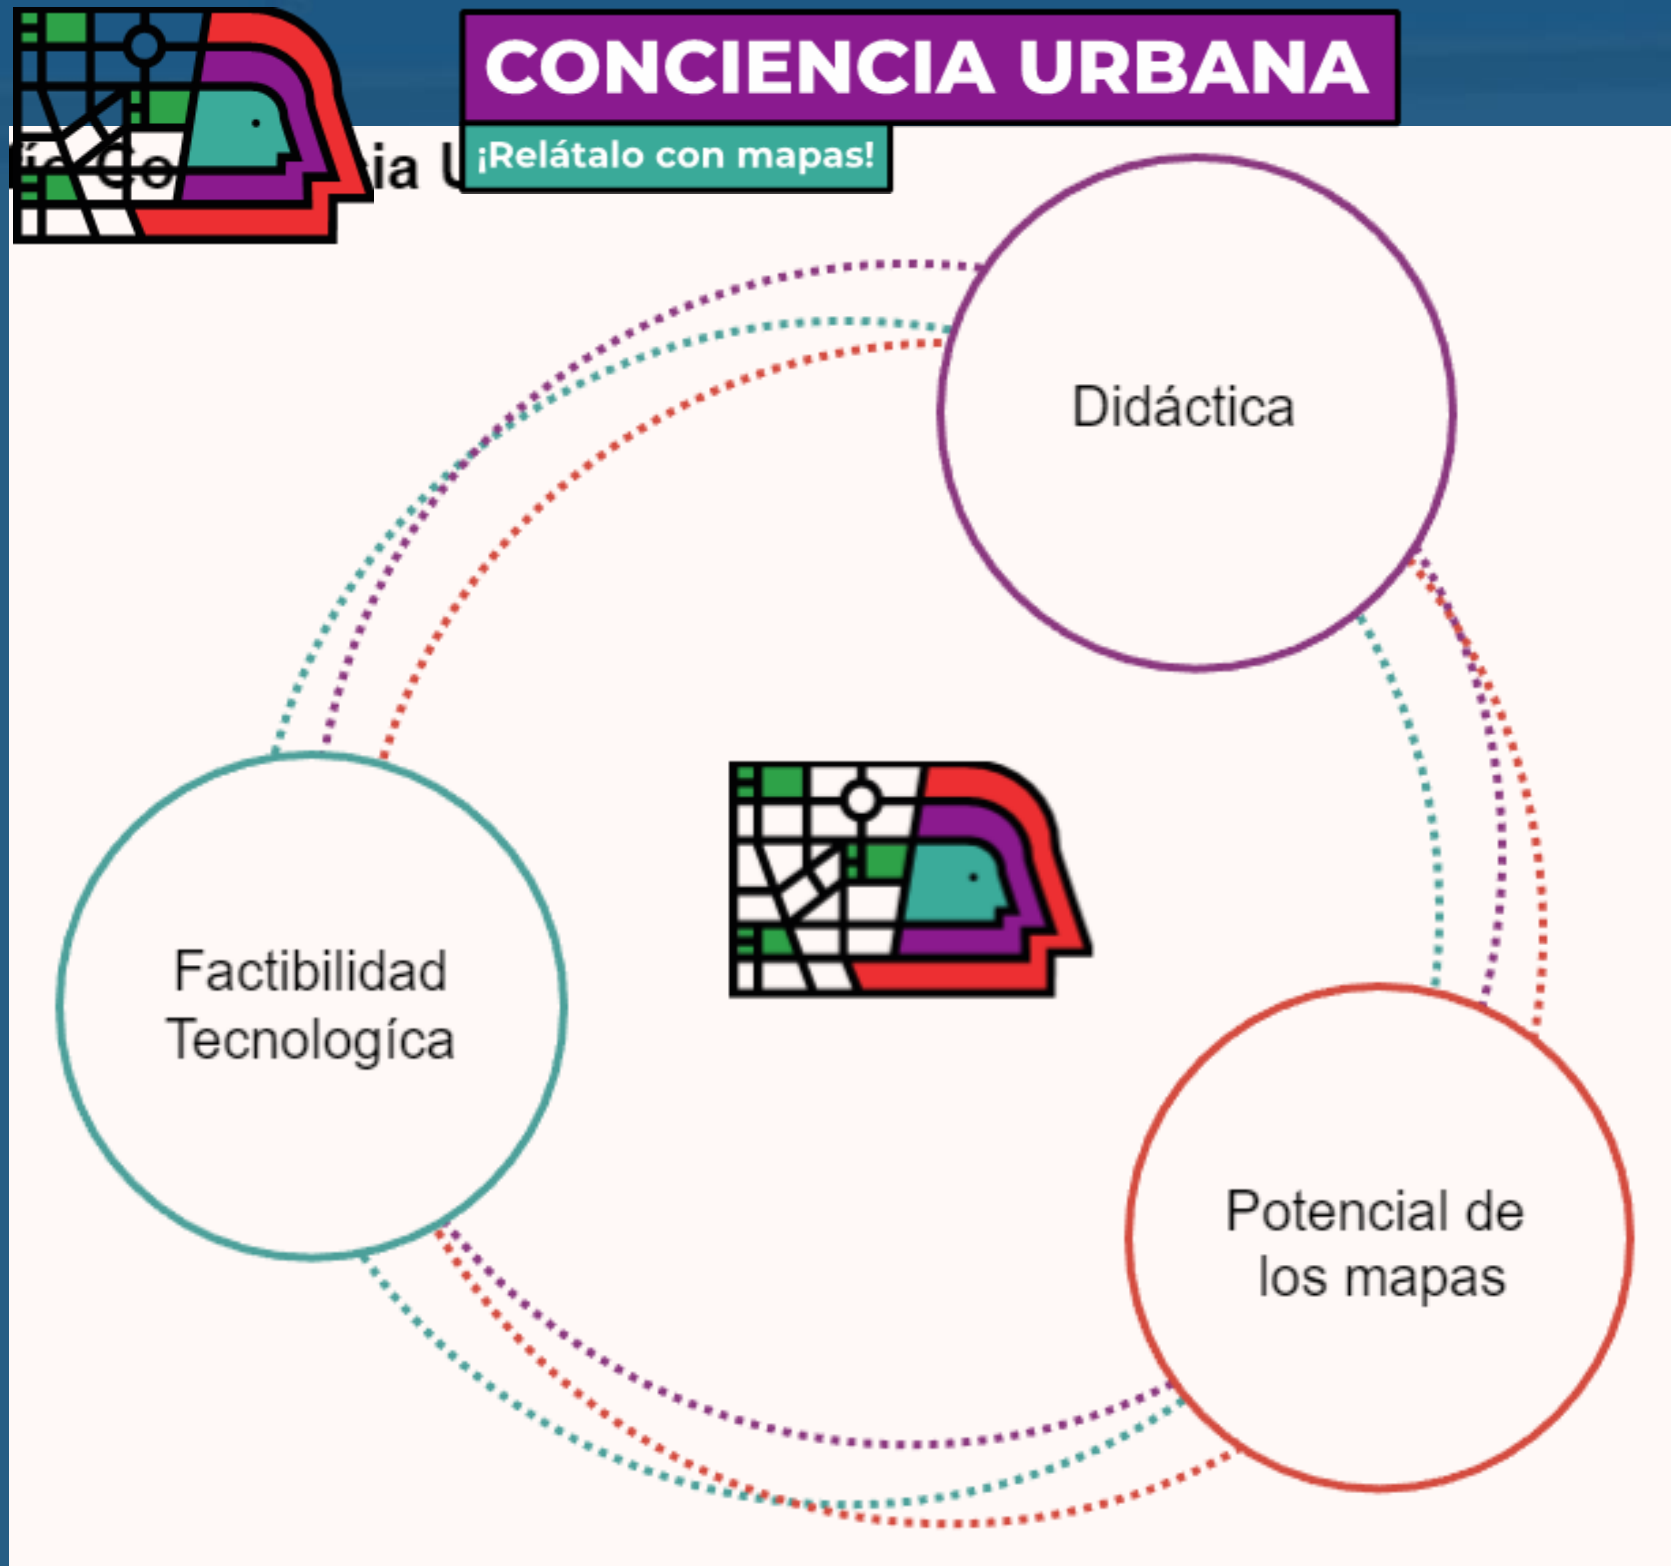 CONCIENCIA URBANA
¡Relátalo con mapas!
Didáctica
Factibilidad
Tecnologíca
Potencial de
los mapas